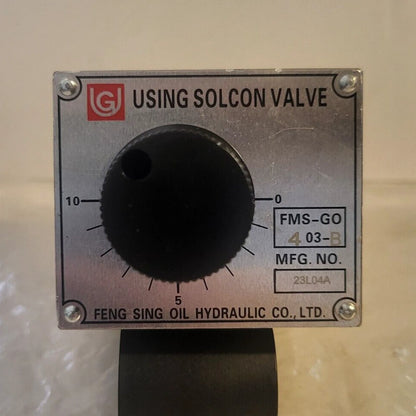 UG USING SOLCON VALVE
10
0
5
FMS-GO
4 03-B
MFG. NO.
23L04A
FENG SING OIL HYDRAULIC CO., LTD.